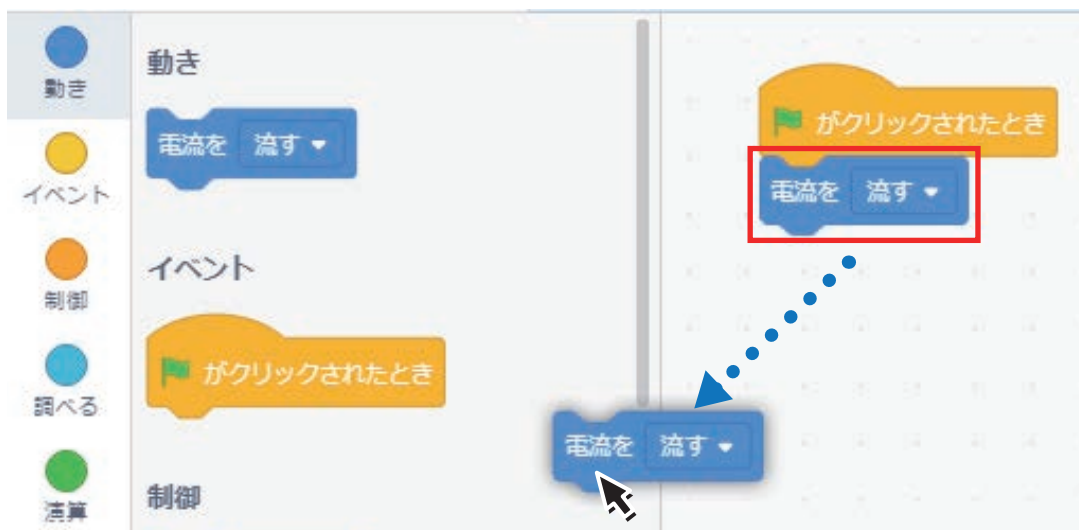 動き
イベント
制御
調べる
演算
動き
電流を 流す
イベント
がクリックされたとき
制御
がクリックされたとき
電流を 流す
電流を 流す